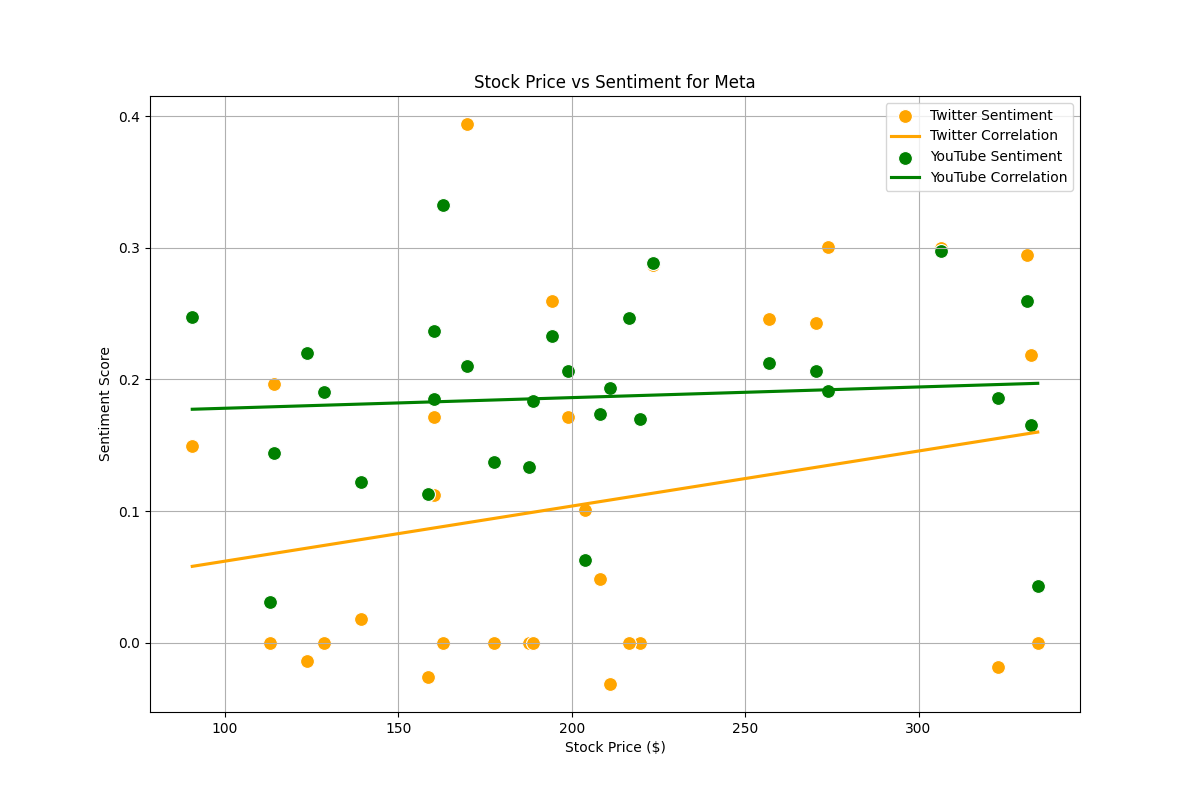 Stock Price vs Sentiment for Meta
Twitter Sentiment
Twitter Correlation
YouTube Sentiment
YouTube Correlation
Sentiment Score
0.4
0.3
0.2
0.1
0.0
100
150
200
250
300
Stock Price ($)